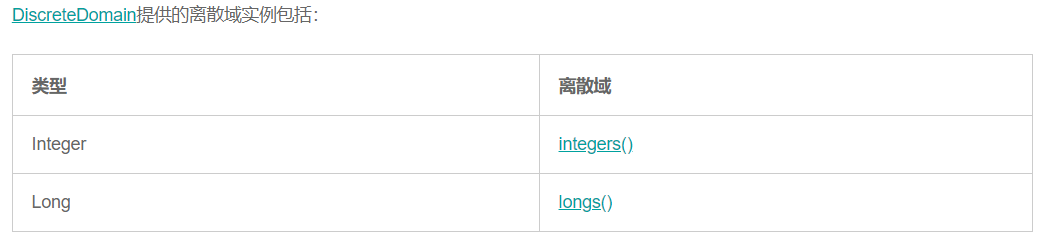 DiscreteDomain提供的离散域实例包括：
类型 离散域
Integer integers()
Long longs()